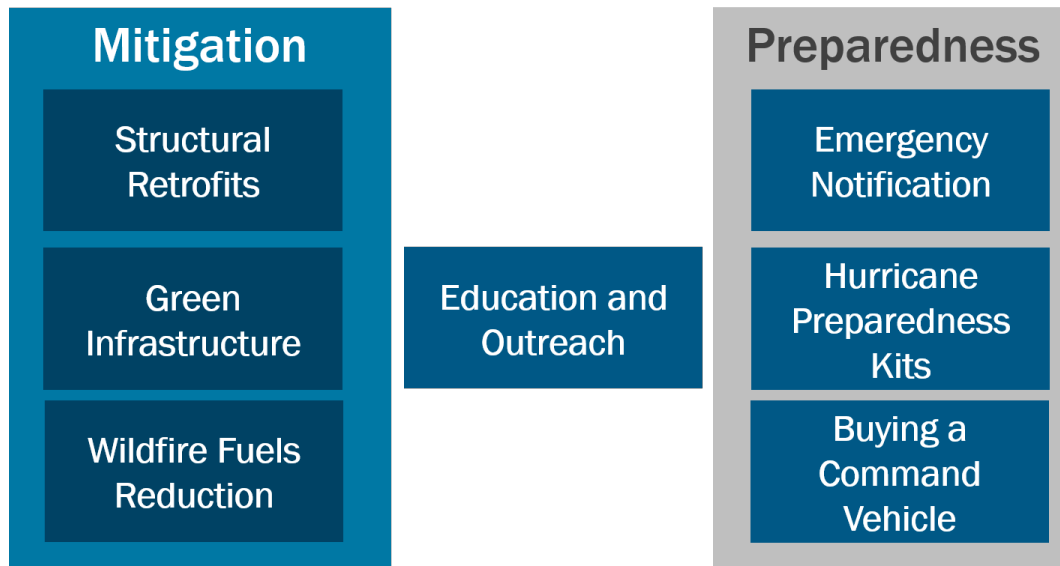 Mitigation
Structural
Retrofits
Green
Infrastructure
Wildfire Fuels
Reduction
Education and
Outreach
Preparedness
Emergency
Notification
Hurricane
Preparedness
Kits
Buying a
Command
Vehicle